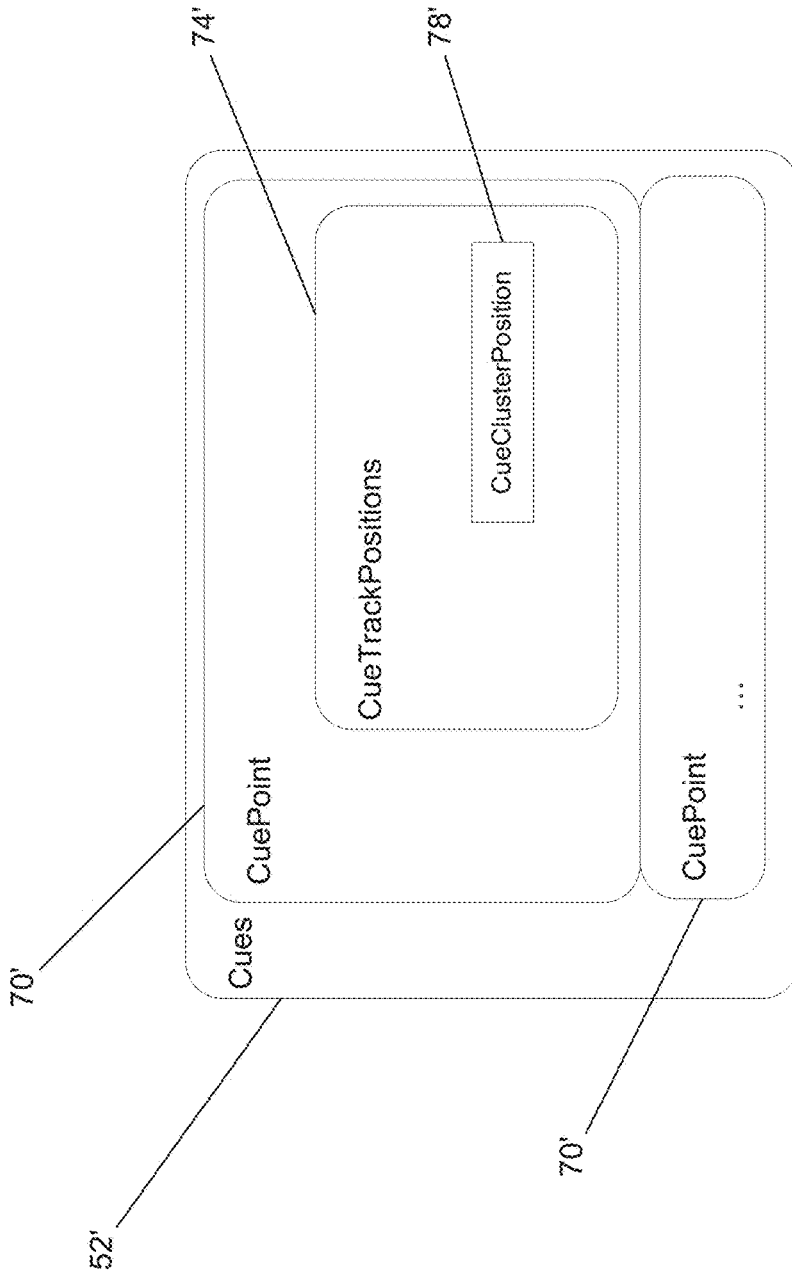 52'
70'
Cues
CuePoint
74'
CueTrackPositions
78'
CueClusterPosition
70'
CuePoint
...